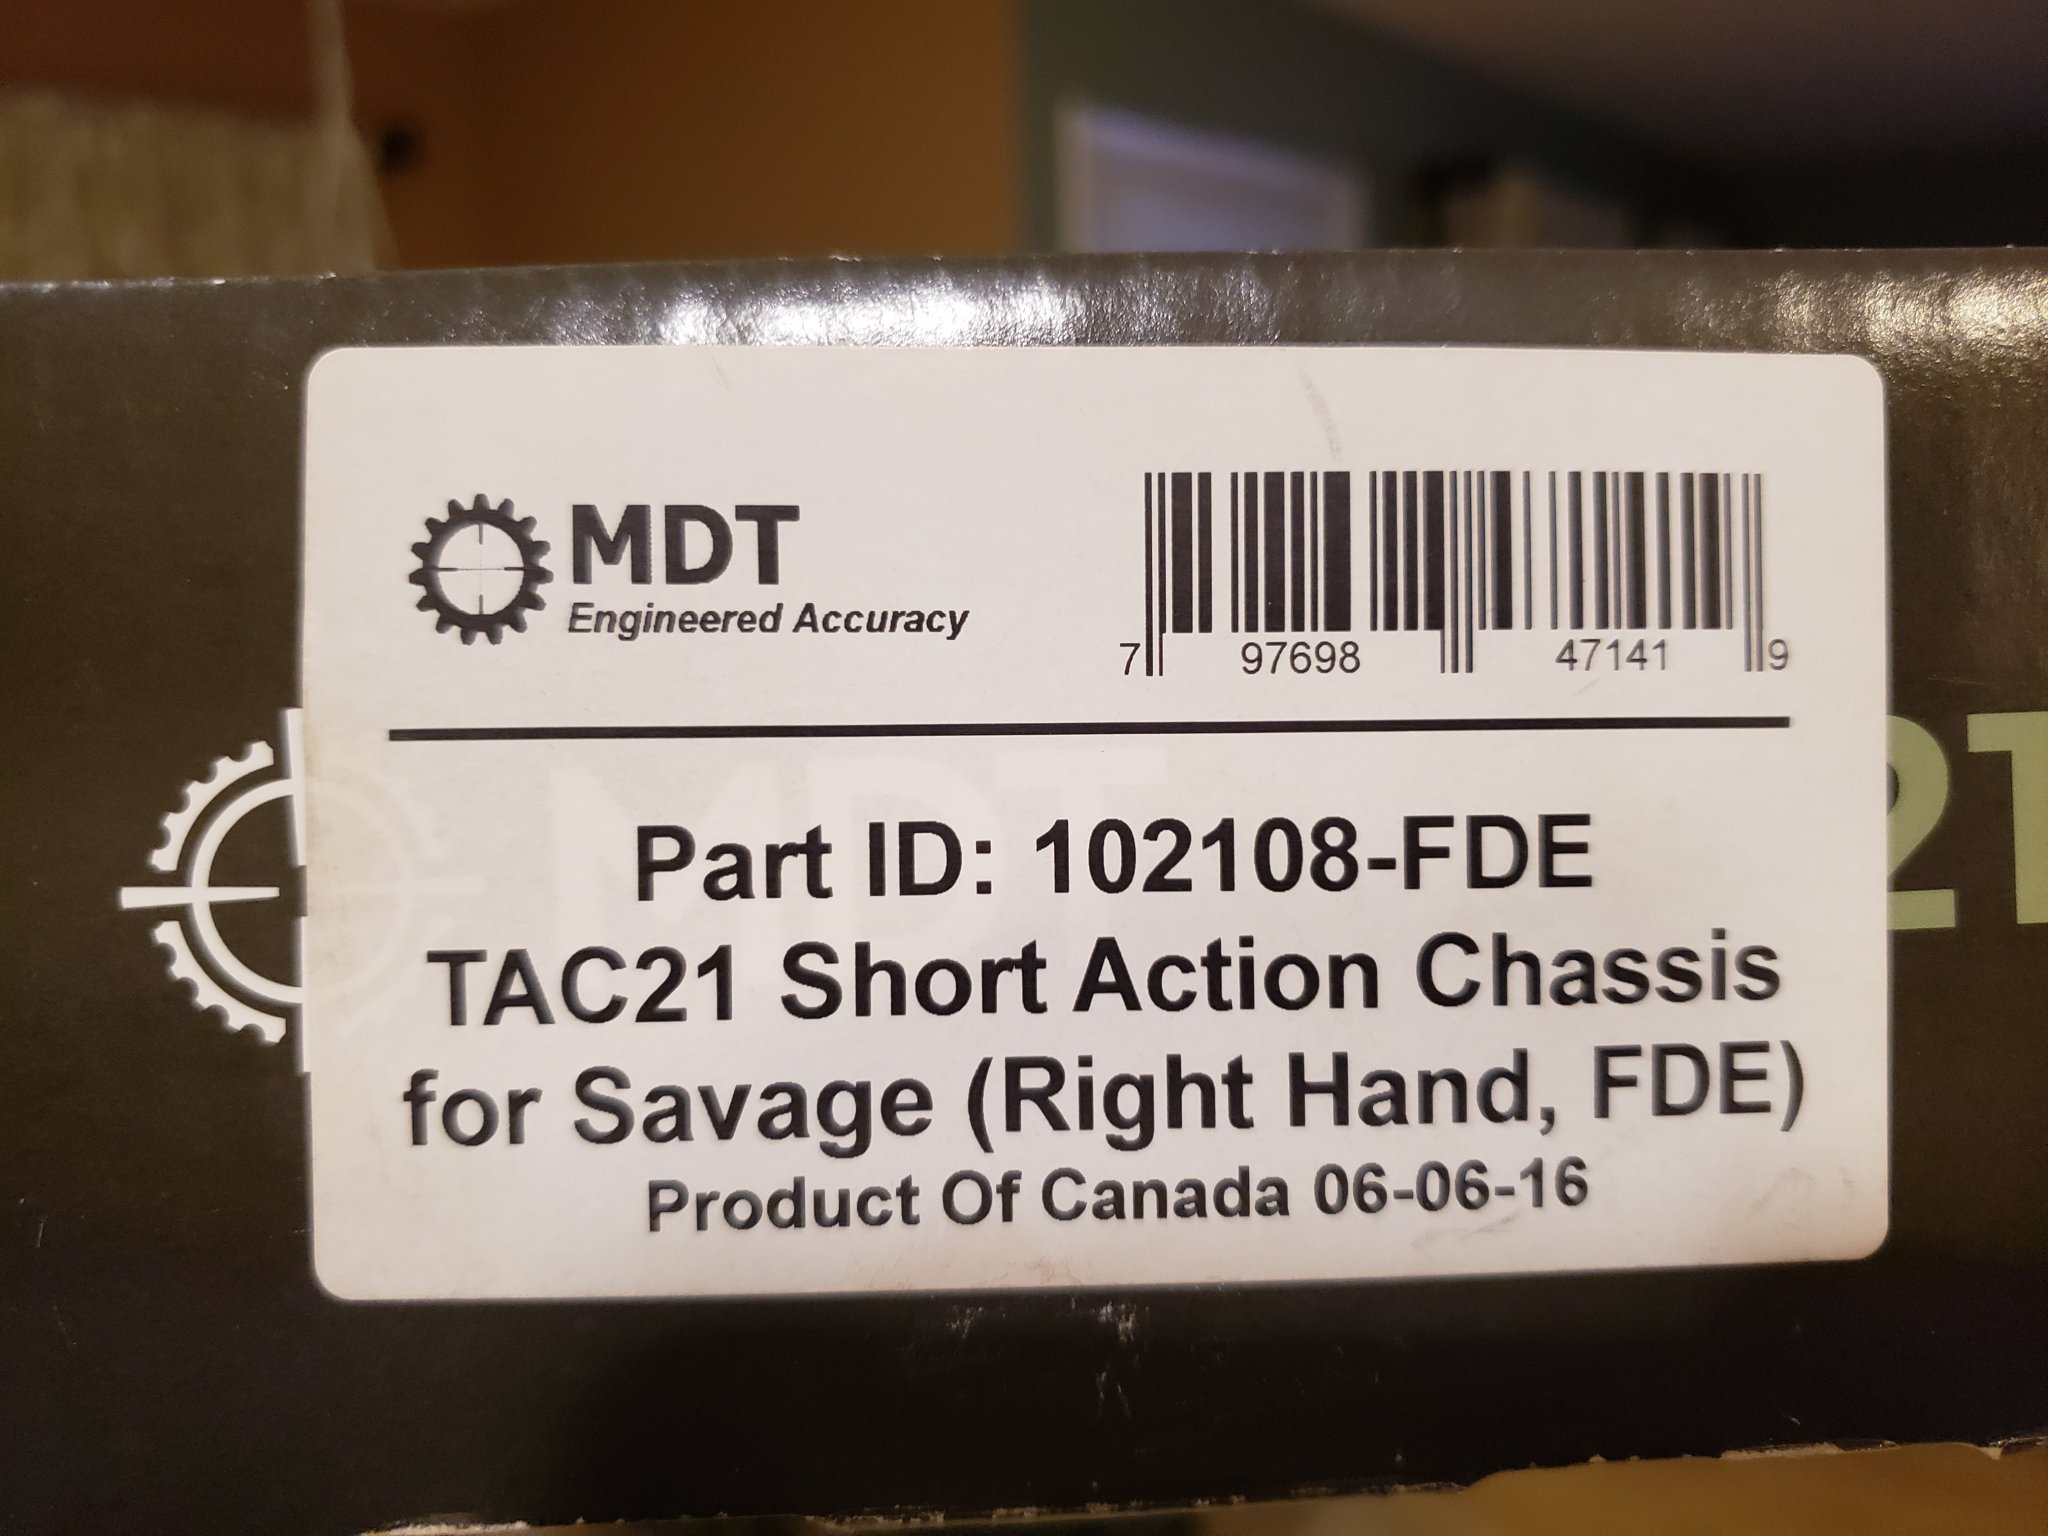 MDT
Engineered Accuracy
7 97698 47141 9
Part ID: 102108-FDE
TAC21 Short Action Chassis
for Savage (Right Hand, FDE)
Product Of Canada 06-06-16
21